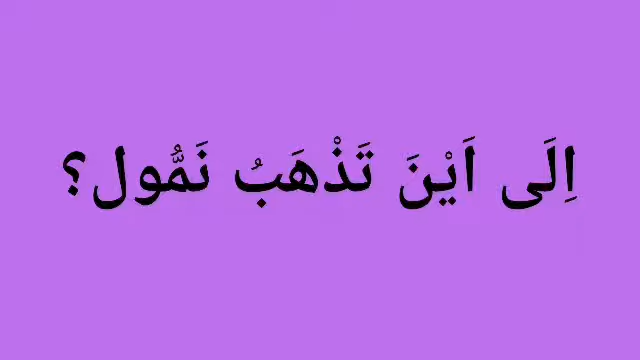 اِلَى اَيْنَ تَذْهَبُ نَمُّول؟